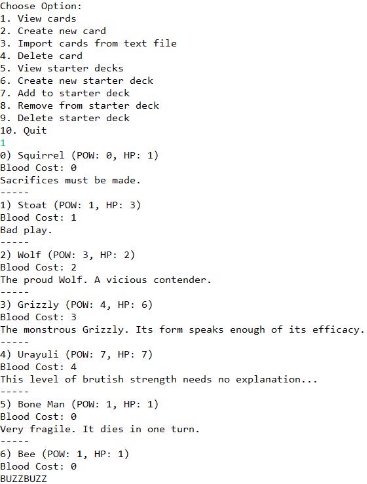 Choose Option:
1. View cards
2. Create new card
3. Import cards from text file
4. Delete card
5. View starter decks
6. Create new starter deck
7. Add to starter deck
8. Remove from starter deck
9. Delete starter deck
10. Quit
1
0) Squirrel (POW: 0, HP: 1)
Blood Cost: 0
Sacrifices must be made.
-----
1) Stoat (POW: 1, HP: 3)
Blood Cost: 1
Bad play.
-----
2) Wolf (POW: 3, HP: 2)
Blood Cost: 2
The proud Wolf. A vicious contender.
-----
3) Grizzly (POW: 4, HP: 6)
Blood Cost: 3
The monstrous Grizzly. Its form speaks enough of its efficacy.
-----
4) Urayuli (POW: 7, HP: 7)
Blood Cost: 4
This level of brutish strength needs no explanation...
-----
5) Bone Man (POW: 1, HP: 1)
Blood Cost: 0
Very fragile. It dies in one turn.
-----
6) Bee (POW: 1, HP: 1)
Blood Cost: 0
BUZZBUZZ